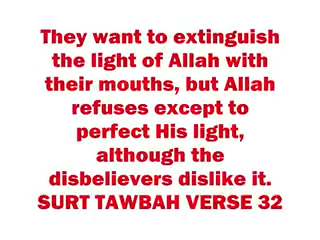 They want to extinguish
the light of Allah with
their mouths, but Allah
refuses except to
perfect His light,
although the
disbelievers dislike it.
SURT TAWBAH VERSE 32